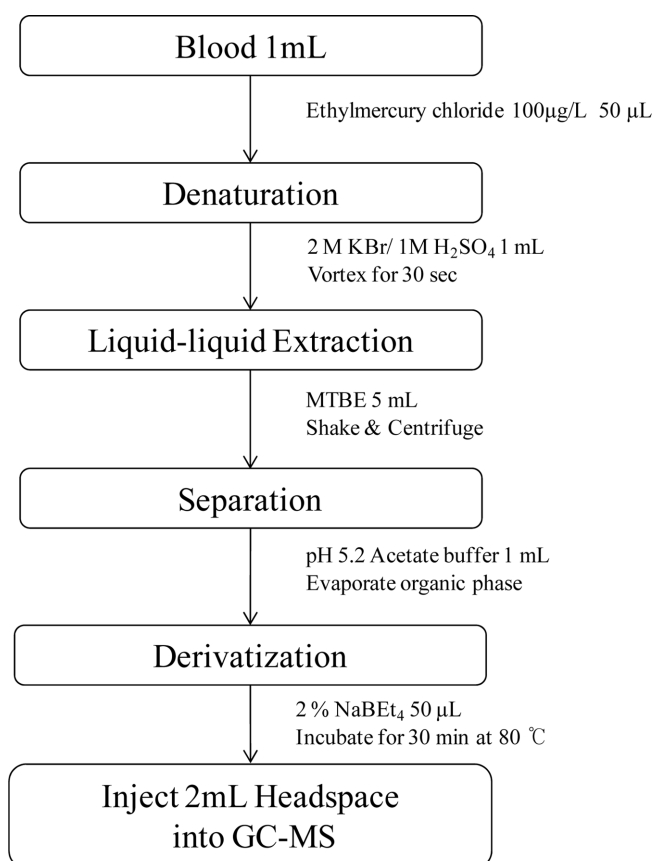 Blood 1mL
Ethylmercury chloride 100μg/L 50 μL
Denaturation
2 M KBr/ 1M H₂SO₄ 1 mL
Vortex for 30 sec
Liquid-liquid Extraction
MTBE 5 mL
Shake & Centrifuge
Separation
pH 5.2 Acetate buffer 1 mL
Evaporate organic phase
Derivatization
2 % NaBEt₄ 50 μL
Incubate for 30 min at 80 ℃
Inject 2mL Headspace
into GC-MS